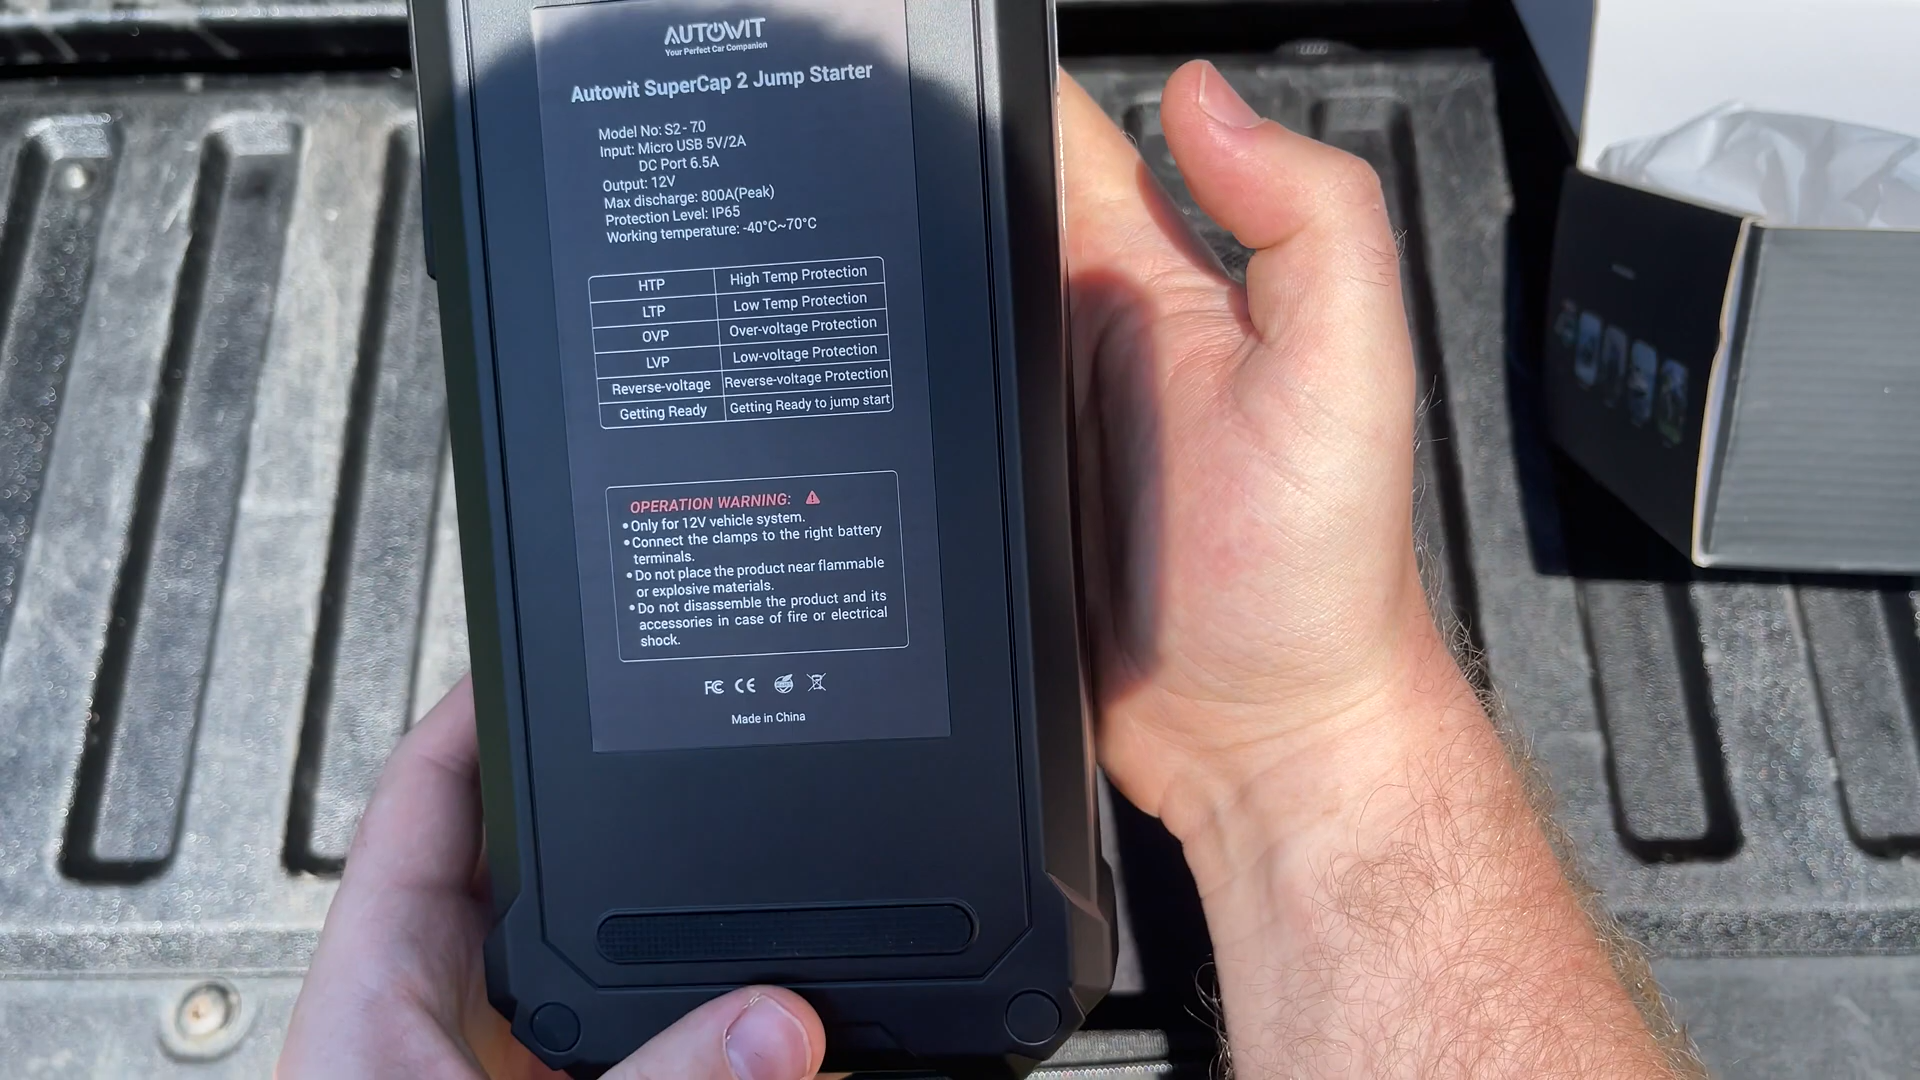 AUTOWIT
Your Perfect Car Companion
Autowit SuperCap 2 Jump Starter
Model No: S2-7.0
Input: Micro USB 5V/2A
DC Port 6.5A
Output: 12V
Max discharge: 800A(Peak)
Protection Level: IP65
Working temperature: -40°C~70°C
HTP High Temp Protection
LTP Low Temp Protection
OVP Over-voltage Protection
LVP Low-voltage Protection
Reverse-voltage Reverse-voltage Protection
Getting Ready Getting Ready to jump start
OPERATION WARNING:
• Only for 12V vehicle system.
• Connect the clamps to the right battery
terminals.
• Do not place the product near flammable
or explosive materials.
• Do not disassemble the product and its
accessories in case of fire or electrical
shock.
FC CE
Made in China